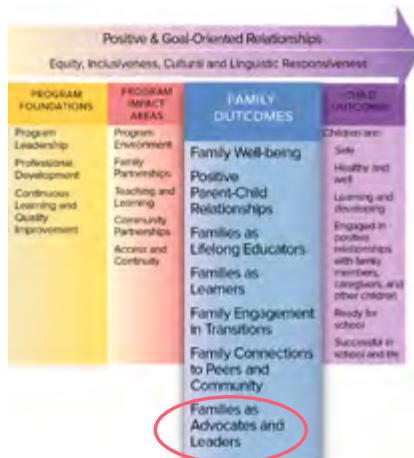 Positive & Goal-Oriented Relationships
Equity, Inclusiveness, Cultural and Linguistic Responsiveness
PROGRAM
FOUNDATIONS
Program
Leadership
Professional
Development
Continuous
Learning and
Quality
Improvement
PROGRAM
IMPACT
AREAS
Program
Environment
Family
Partnerships
Teaching and
Learning
Community
Partnerships
Access and
Continuity
FAMILY
OUTCOMES
Family Well-being
Positive
Parent-Child
Relationships
Families as
Lifelong Educators
Families as
Learners
Family Engagement
in Transitions
Family Connections
to Peers and
Community
Families as
Advocates and
Leaders
CHILD
OUTCOMES
Children are:
Safe
Healthy and
well
Learning and
developing
Engaged in
positive
relationships
with family
members,
caregivers, and
other children
Ready for
school
Successful in
school and life